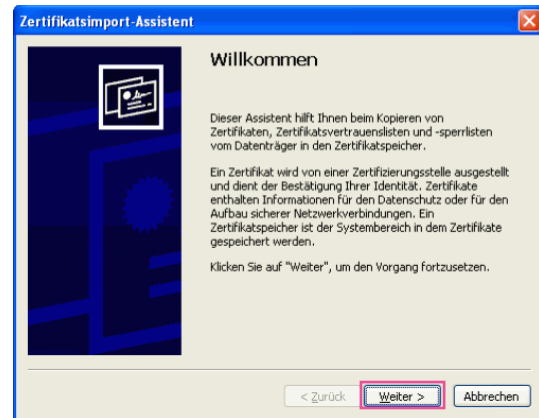 Zertifikatsimport-Assistent
Willkommen
Dieser Assistent hilft Ihnen beim Kopieren von
Zertifikaten, Zertifikatsvertrauenslisten und -sperrlisten
vom Datenträger in den Zertifikatspeicher.
Ein Zertifikat wird von einer Zertifizierungsstelle ausgestellt
und dient der Bestätigung Ihrer Identität. Zertifikate
enthalten Informationen für den Datenschutz oder für den
Aufbau sicherer Netzwerkverbindungen. Ein
Zertifikatspeicher ist der Systembereich in dem Zertifikate
gespeichert werden.
Klicken Sie auf "Weiter", um den Vorgang fortzusetzen.
< Zurück Weiter > Abbrechen